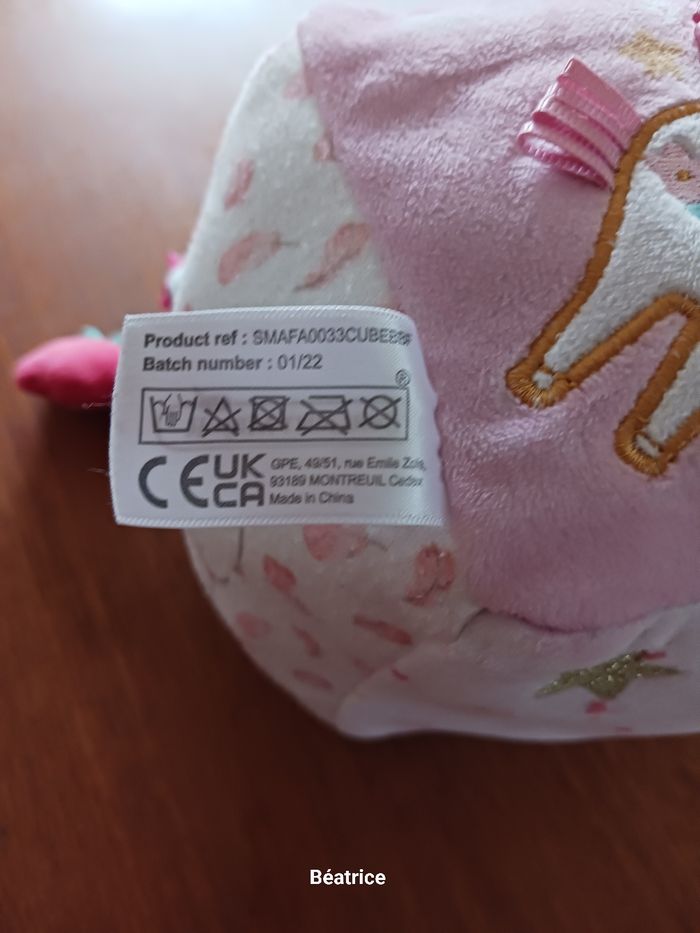 Product ref : SMAFA0033CUBEBBF
Batch number : 01/22
®
CE UK CA
GPE, 49/51, rue Emile Zola,
93189 MONTREUIL Cedex
Made in China
Béatrice